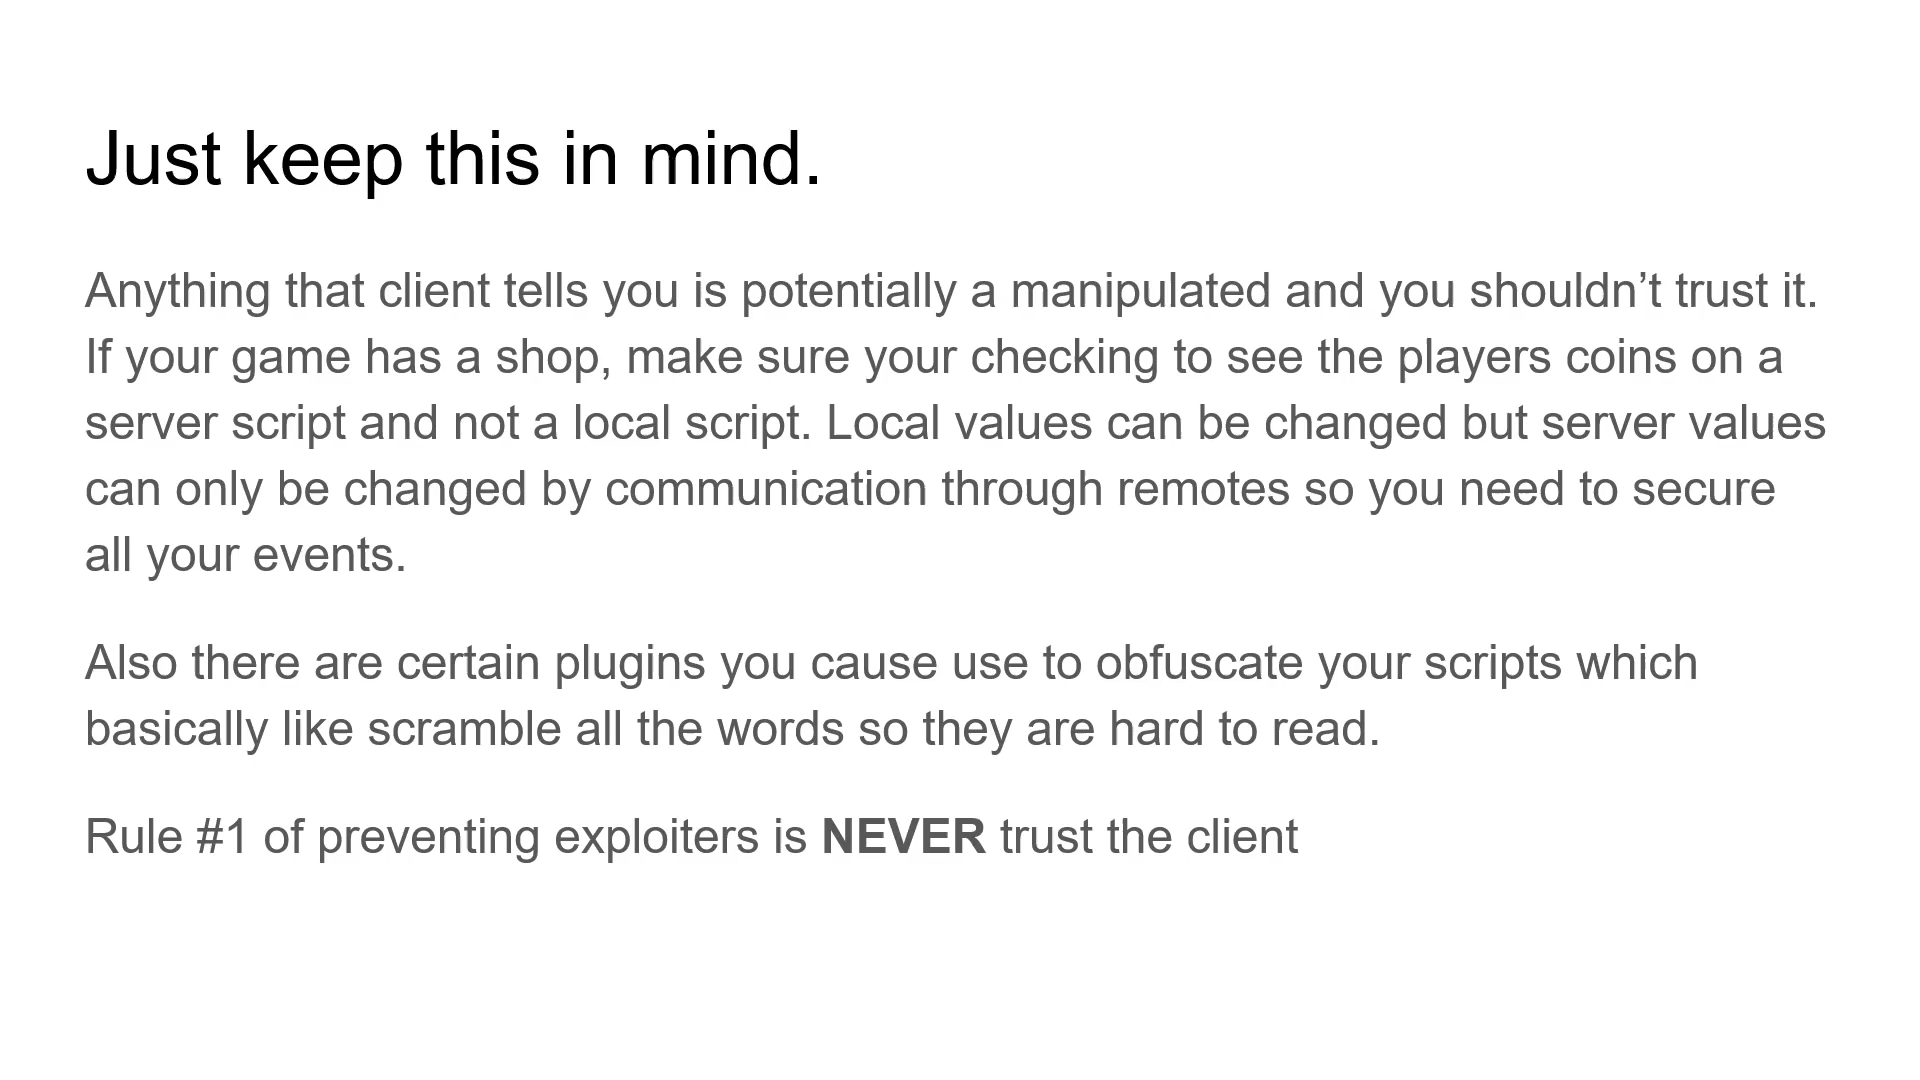 Just keep this in mind.
Anything that client tells you is potentially a manipulated and you shouldn’t trust it.
If your game has a shop, make sure your checking to see the players coins on a
server script and not a local script. Local values can be changed but server values
can only be changed by communication through remotes so you need to secure
all your events.
Also there are certain plugins you cause use to obfuscate your scripts which
basically like scramble all the words so they are hard to read.
Rule #1 of preventing exploiters is NEVER trust the client